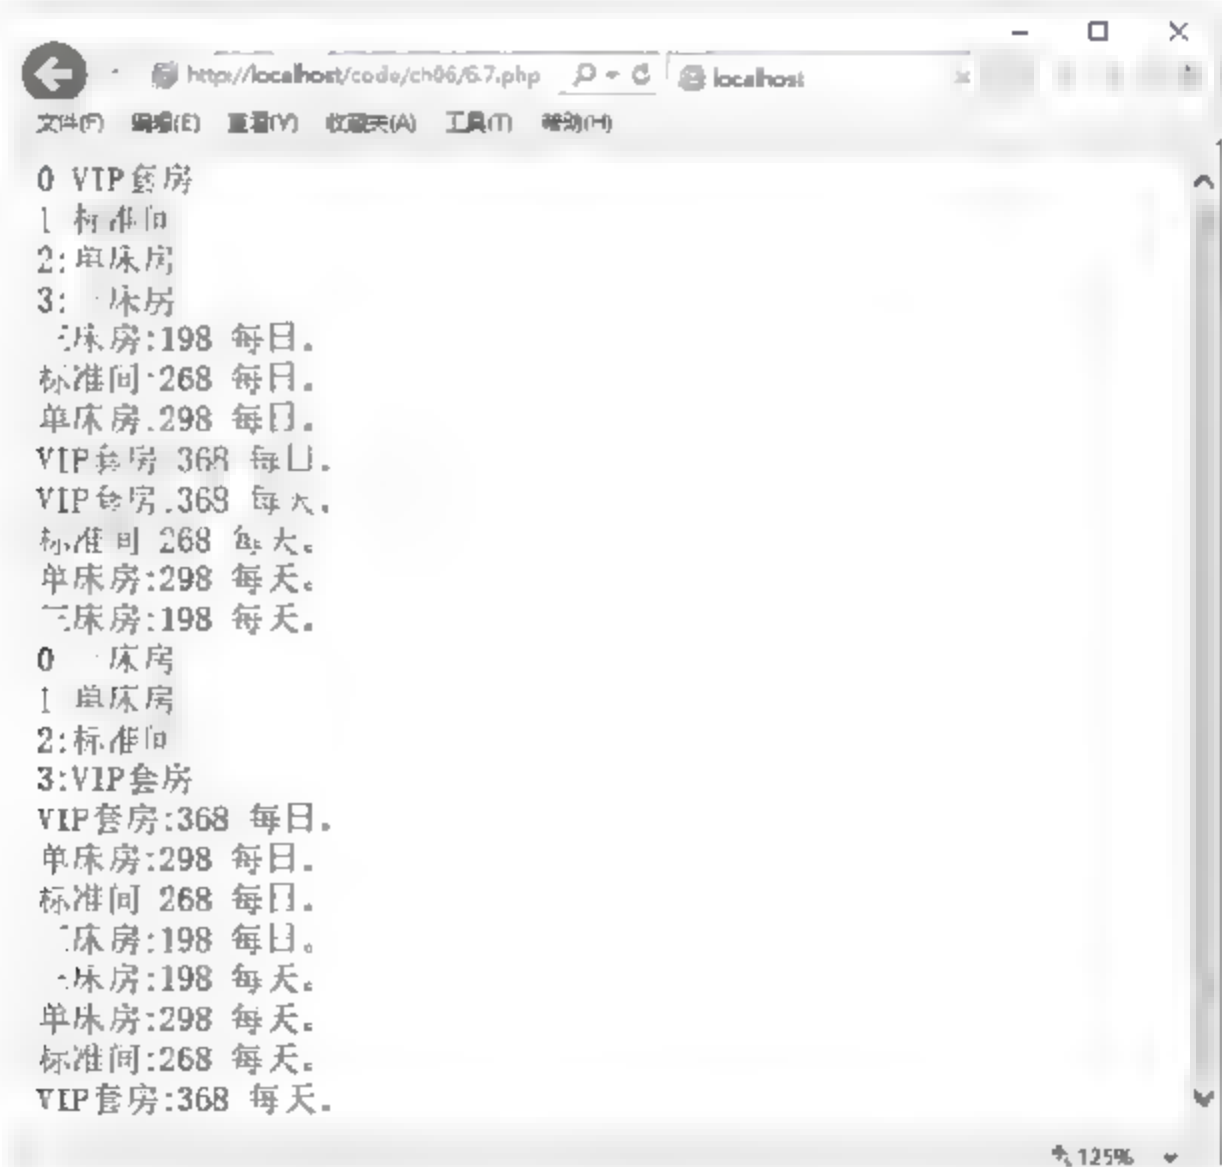 http://localhost/code/ch06/6.7.php localhost
文件(F) 编辑(E) 查看(V) 收藏夹(A) 工具(T) 帮助(H)
0 VIP套房
1 标准间
2:单床房
3: 床房
三床房:198 每日。
标准间:268 每日。
单床房:298 每日。
VIP套房 368 每日。
VIP套房:368 每天。
标准间 268 每天。
单床房:298 每天。
三床房:198 每天。
0 床房
1 单床房
2:标准间
3:VIP套房
VIP套房:368 每日。
单床房:298 每日。
标准间 268 每日。
三床房:198 每日。
三床房:198 每天。
单床房:298 每天。
标准间:268 每天。
VIP套房:368 每天。
125%